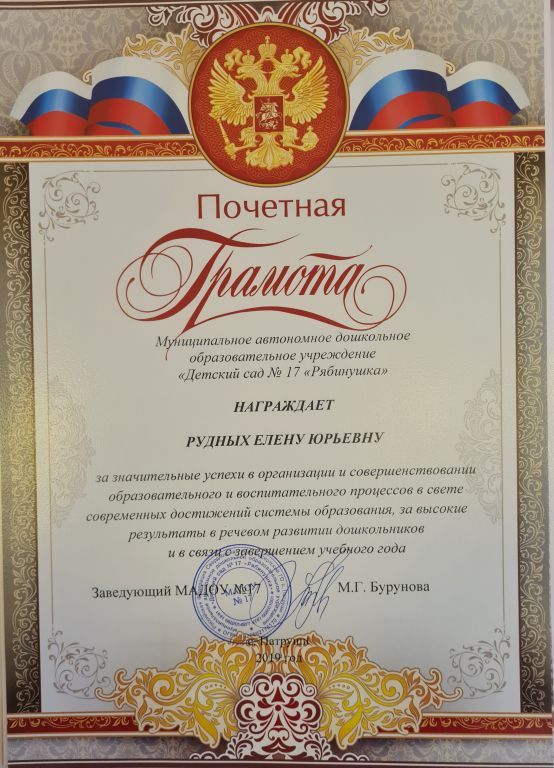 Почетная
Грамота
Муниципальное автономное дошкольное
образовательное учреждение
«Детский сад № 17 «Рябинушка»
НАГРАЖДАЕТ
РУДНЫХ ЕЛЕНУ ЮРЬЕВНУ
за значительные успехи в организации и совершенствовании
образовательного и воспитательного процессов в свете
современных достижений системы образования, за высокие
результаты в речевом развитии дошкольников
и в связи с завершением учебного года
Заведующий МАДОУ №17 М.Г. Бурунова
с. Патруши
2019 год